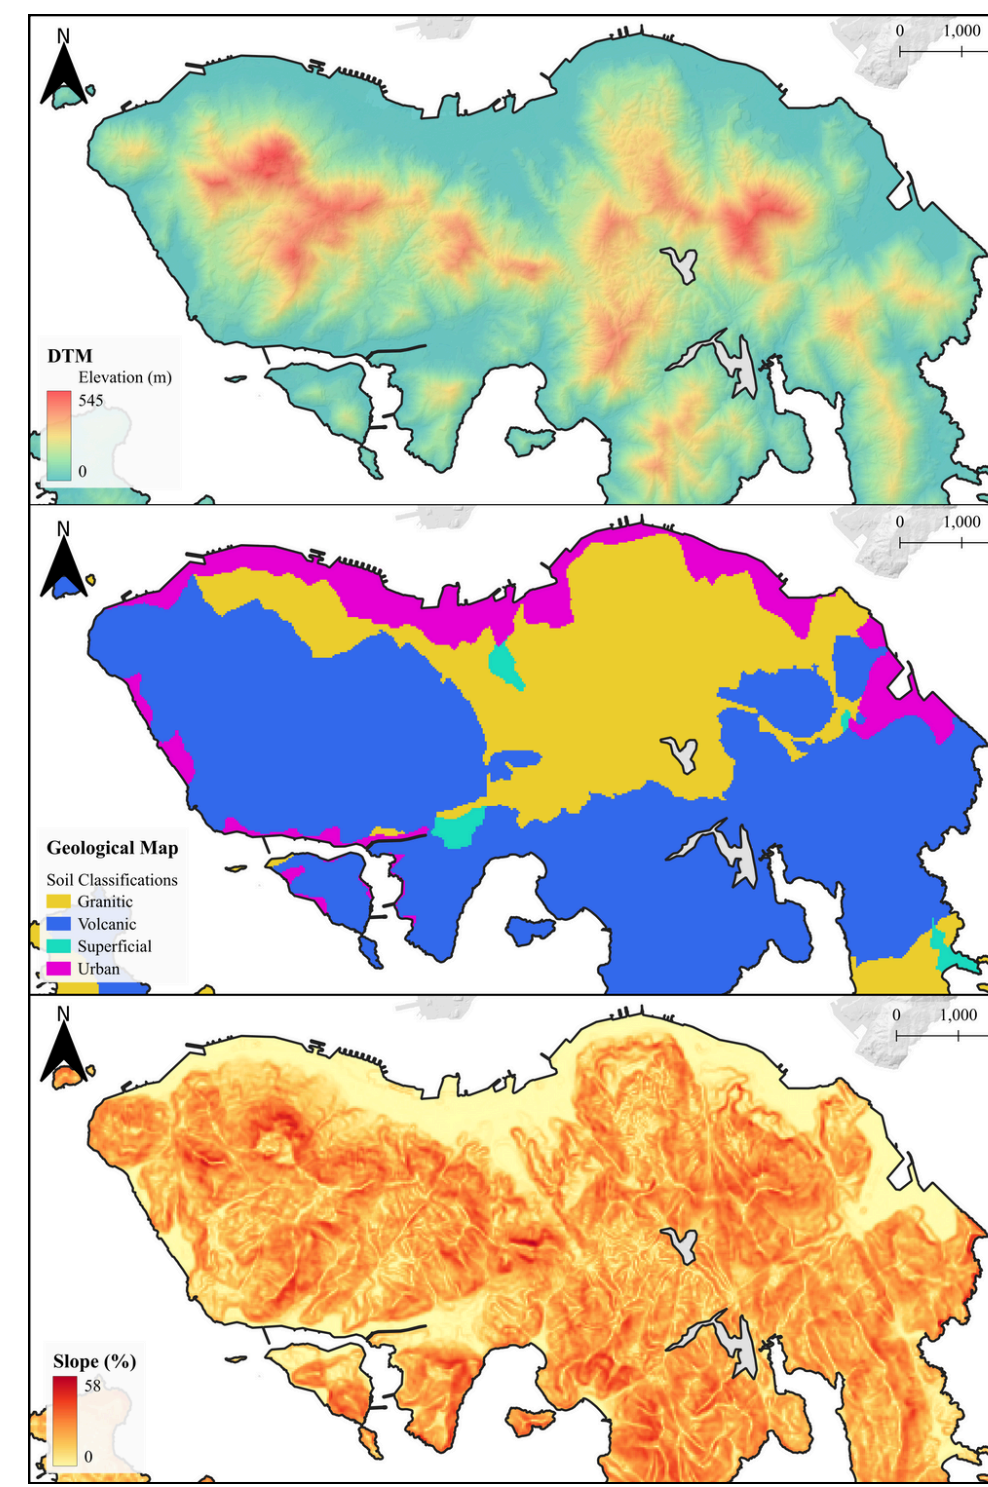 N
0 1,000
DTM
Elevation (m)
545
0
N
0 1,000
Geological Map
Soil Classifications
Granitic
Volcanic
Superficial
Urban
N
0 1,000
Slope (%)
58
0